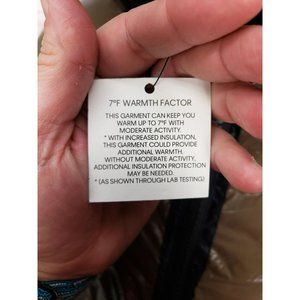 7°F WARMTH FACTOR
THIS GARMENT CAN KEEP YOU
WARM UP TO 7°F WITH
MODERATE ACTIVITY.
* WITH INCREASED INSULATION,
THIS GARMENT COULD PROVIDE
ADDITIONAL WARMTH.
WITHOUT MODERATE ACTIVITY,
ADDITIONAL INSULATION PROTECTION
MAY BE NEEDED.
* (AS SHOWN THROUGH LAB TESTING)